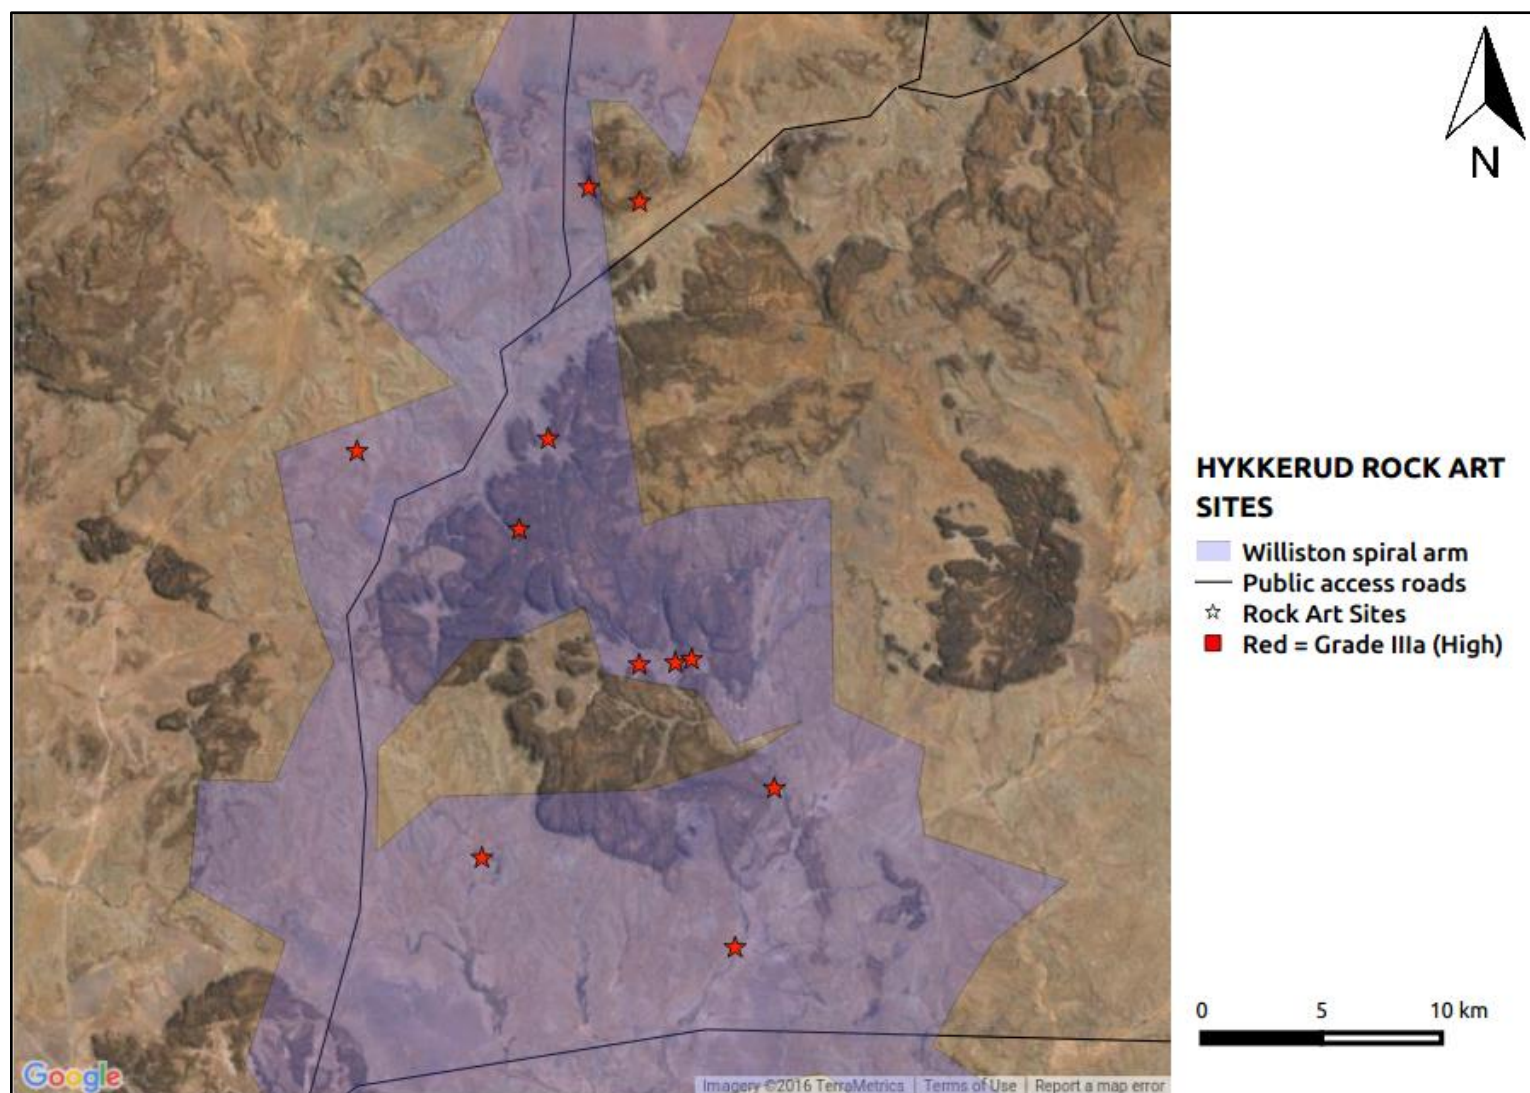 N
HYKKERUD ROCK ART
SITES
Williston spiral arm
Public access roads
Rock Art Sites
Red = Grade IIIa (High)
0 5 10 km
Google
Imagery ©2016 TerraMetrics Terms of Use Report a map error